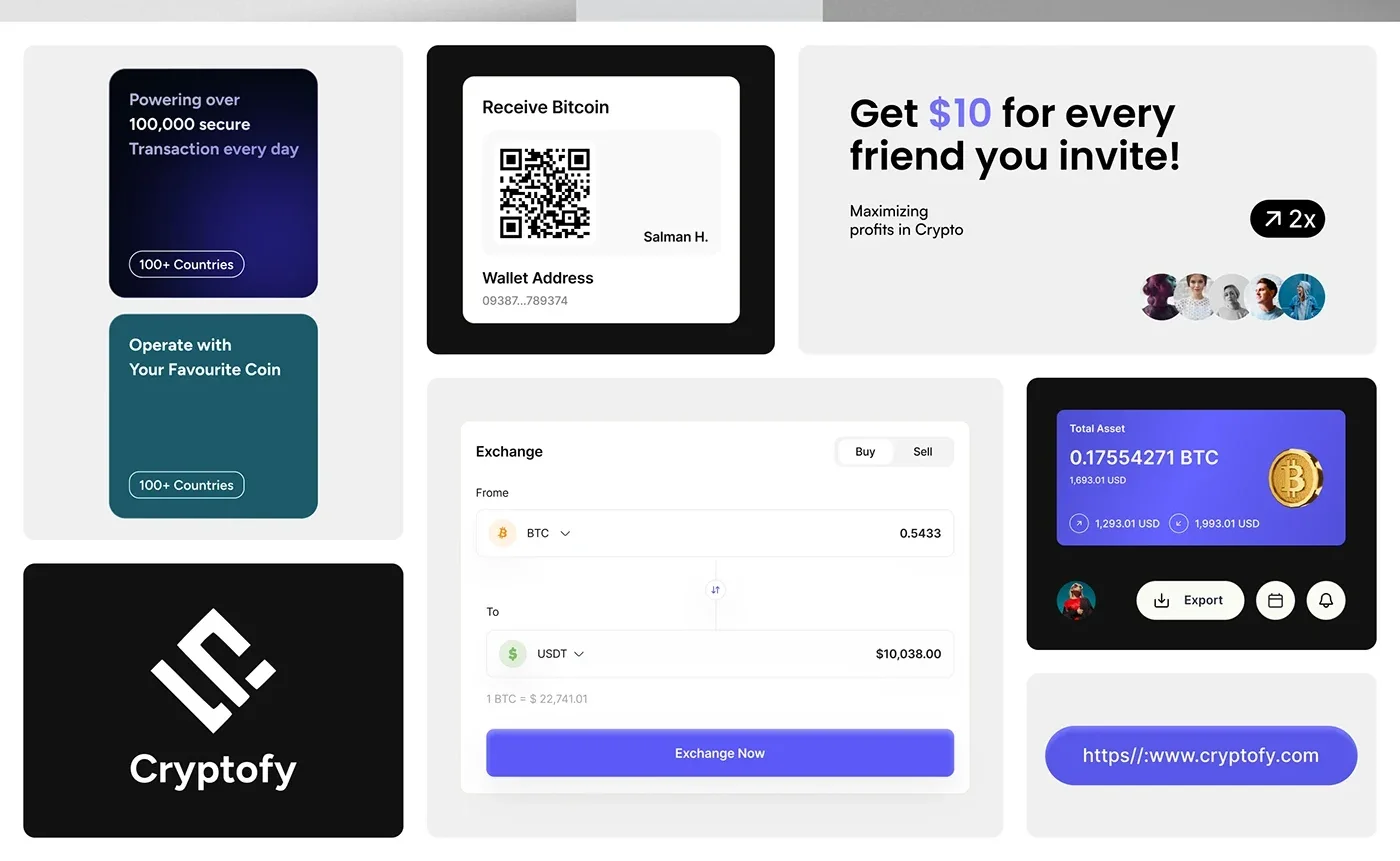 Powering over
100,000 secure
Transaction every day
100+ Countries
Operate with
Your Favourite Coin
100+ Countries
Cryptofy
Receive Bitcoin
Salman H.
Wallet Address
09387...789374
Get $10 for every
friend you invite!
Maximizing
profits in Crypto
2x
Exchange
Buy Sell
Frome
BTC 0.5433
To
USDT $10,038.00
1 BTC = $ 22,741.01
Exchange Now
Total Asset
0.17554271 BTC
1,693.01 USD
1,293.01 USD 1,993.01 USD
Export
https//:www.cryptofy.com